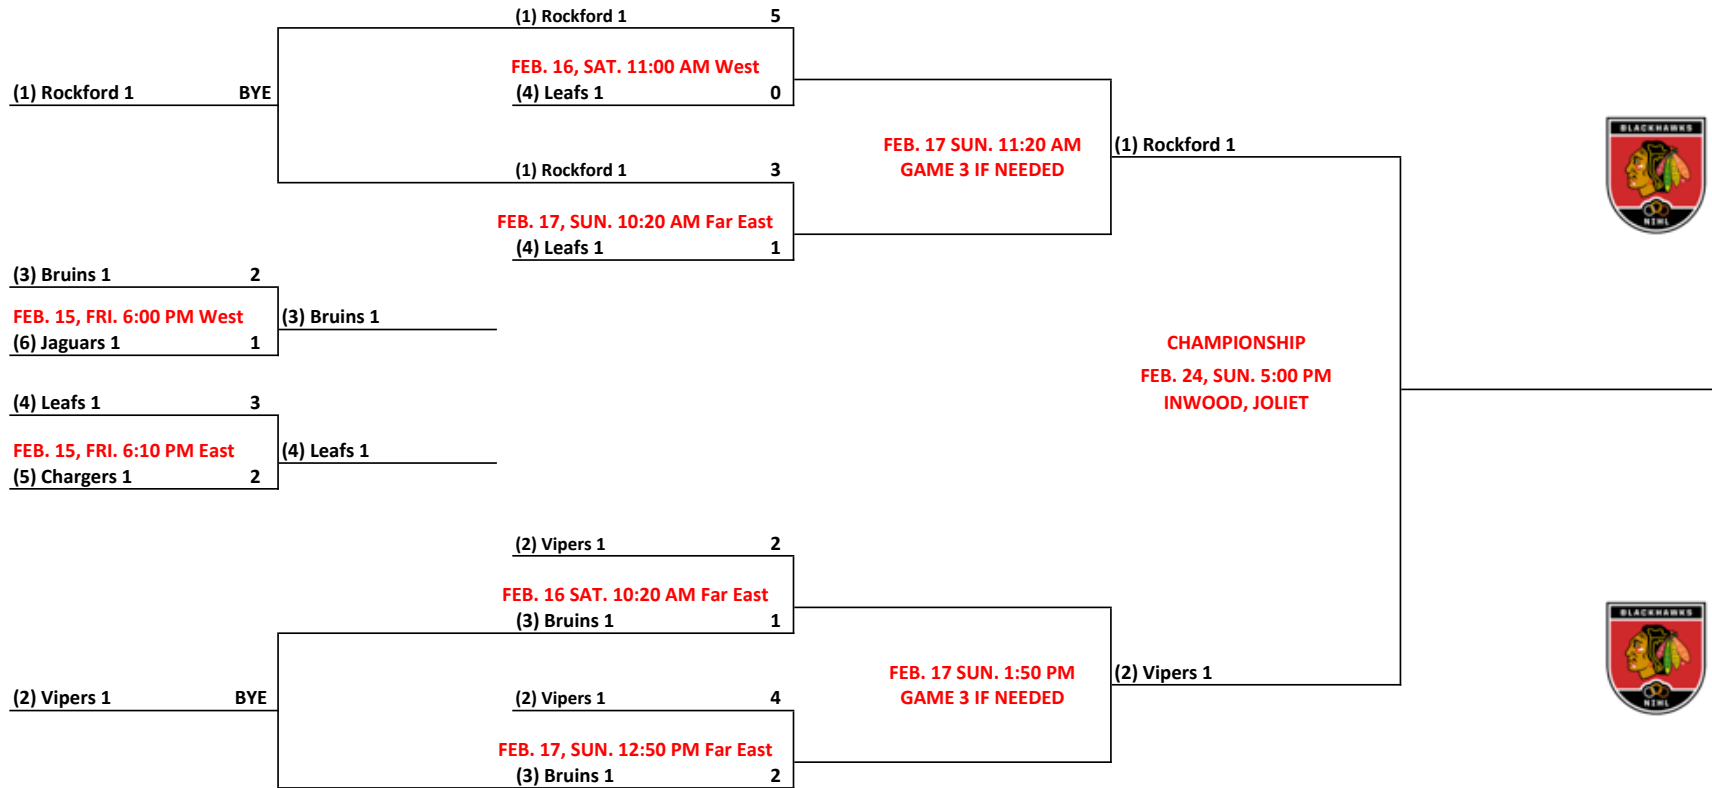 (1) Rockford 1 5
FEB. 16, SAT. 11:00 AM West
(1) Rockford 1 BYE
(4) Leafs 1 0
BLACKHAWKS
NIHL
FEB. 17 SUN. 11:20 AM
GAME 3 IF NEEDED
(1) Rockford 1
(1) Rockford 1 3
FEB. 17, SUN. 10:20 AM Far East
(4) Leafs 1 1
(3) Bruins 1 2
FEB. 15, FRI. 6:00 PM West
(3) Bruins 1
(6) Jaguars 1 1
CHAMPIONSHIP
FEB. 24, SUN. 5:00 PM
INWOOD, JOLIET
(4) Leafs 1 3
FEB. 15, FRI. 6:10 PM East
(4) Leafs 1
(5) Chargers 1 2
(2) Vipers 1 2
FEB. 16 SAT. 10:20 AM Far East
(3) Bruins 1 1
BLACKHAWKS
NIHL
FEB. 17 SUN. 1:50 PM
GAME 3 IF NEEDED
(2) Vipers 1
(2) Vipers 1 BYE
(2) Vipers 1 4
FEB. 17, SUN. 12:50 PM Far East
(3) Bruins 1 2